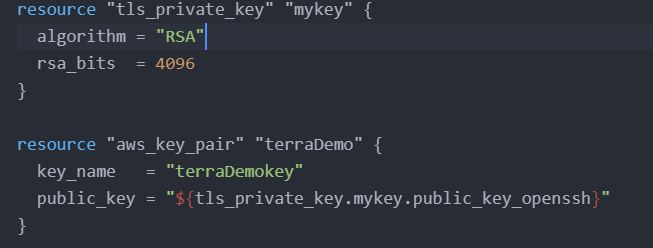 resource "tls_private_key" "mykey" {
  algorithm = "RSA"
  rsa_bits  = 4096
}

resource "aws_key_pair" "terraDemo" {
  key_name   = "terraDemokey"
  public_key = "${tls_private_key.mykey.public_key_openssh}"
}